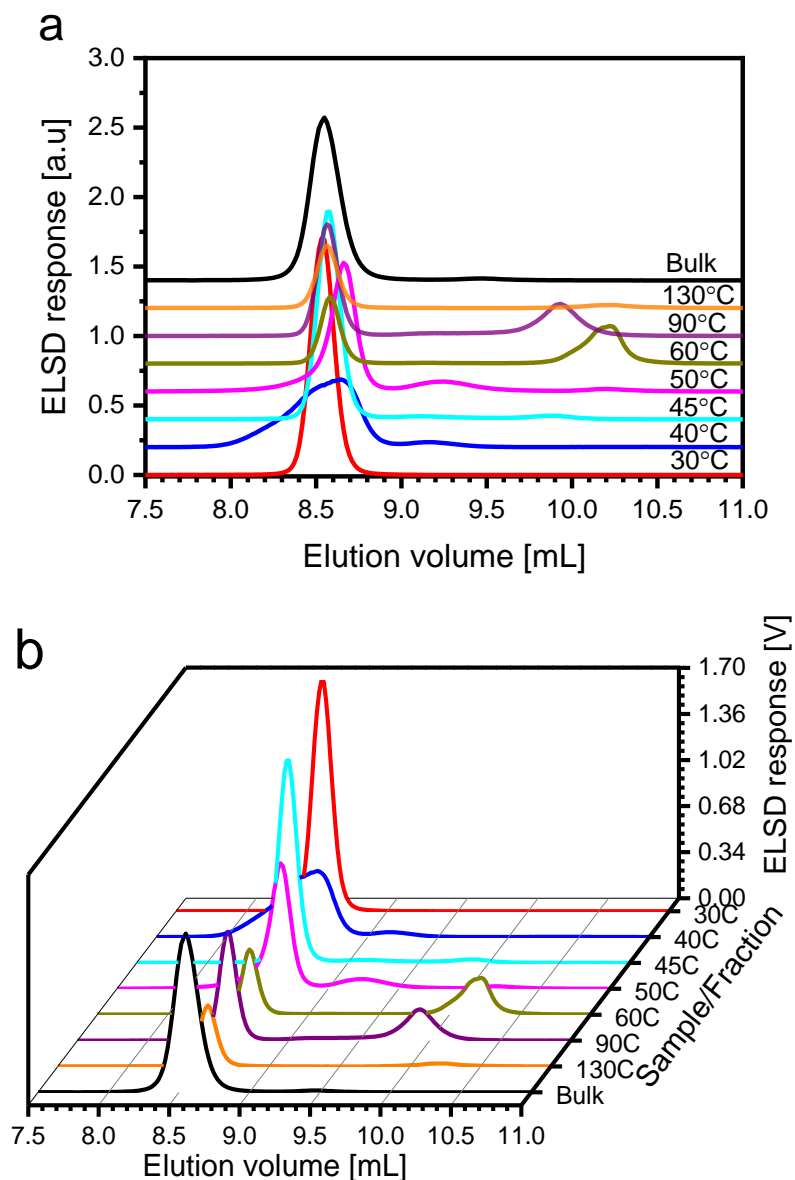 a
ELSD response [a.u]
3.0
2.5
2.0
1.5
1.0
0.5
0.0
Bulk
130°C
90°C
60°C
50°C
45°C
40°C
30°C
7.5 8.0 8.5 9.0 9.5 10.0 10.5 11.0
Elution volume [mL]
b
ELSD response [V]
1.70
1.36
1.02
0.68
0.34
0.00
30C
40C
45C
50C
60C
90C
130C
Bulk
Sample/Fraction
7.5 8.0 8.5 9.0 9.5 10.0 10.5 11.0
Elution volume [mL]